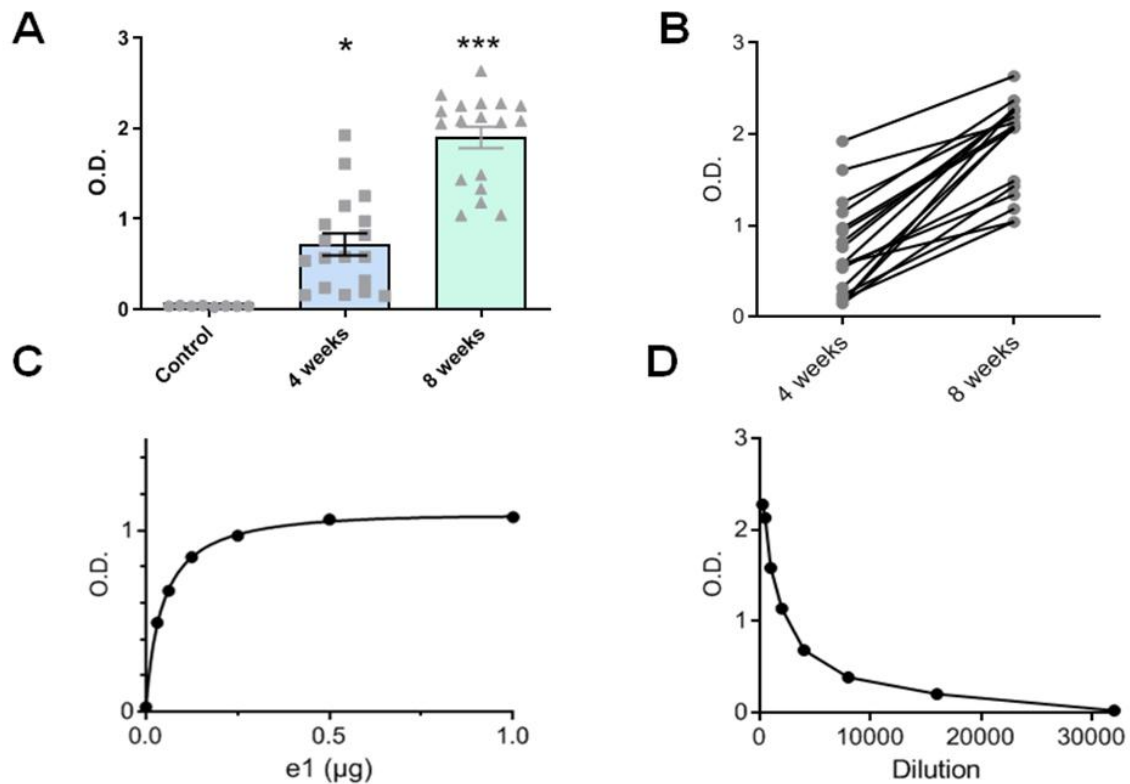 A
3
2
1
0
O.D.
*
***
Control
4 weeks
8 weeks
B
3
2
1
0
O.D.
4 weeks
8 weeks
C
1
0
O.D.
0.0
0.5
1.0
e1 (µg)
D
3
2
1
0
O.D.
0
10000
20000
30000
Dilution